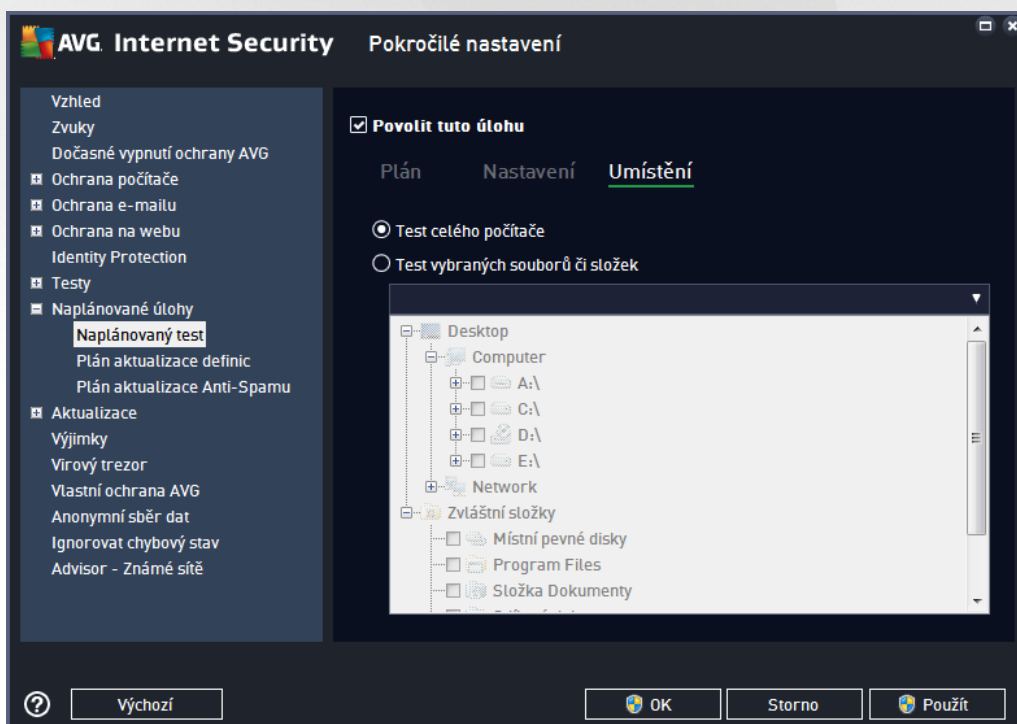 AVG Internet Security Pokročilé nastavení
Vzhled
Zvuky
Dočasné vypnutí ochrany AVG
Ochrana počítače
Ochrana e-mailu
Ochrana na webu
Identity Protection
Testy
Naplánované úlohy
Naplánovaný test
Plán aktualizace definic
Plán aktualizace Anti-Spamu
Aktualizace
Výjimky
Virový trezor
Vlastní ochrana AVG
Anonymní sběr dat
Ignorovat chybový stav
Advisor - Známé sítě
Povolit tuto úlohu
Plán Nastavení Umístění
Test celého počítače
Test vybraných souborů či složek
Desktop
Computer
A:\
C:\
D:\
E:\
Network
Zvláštní složky
Místní pevné disky
Program Files
Složka Dokumenty
Výchozí OK Storno Použít